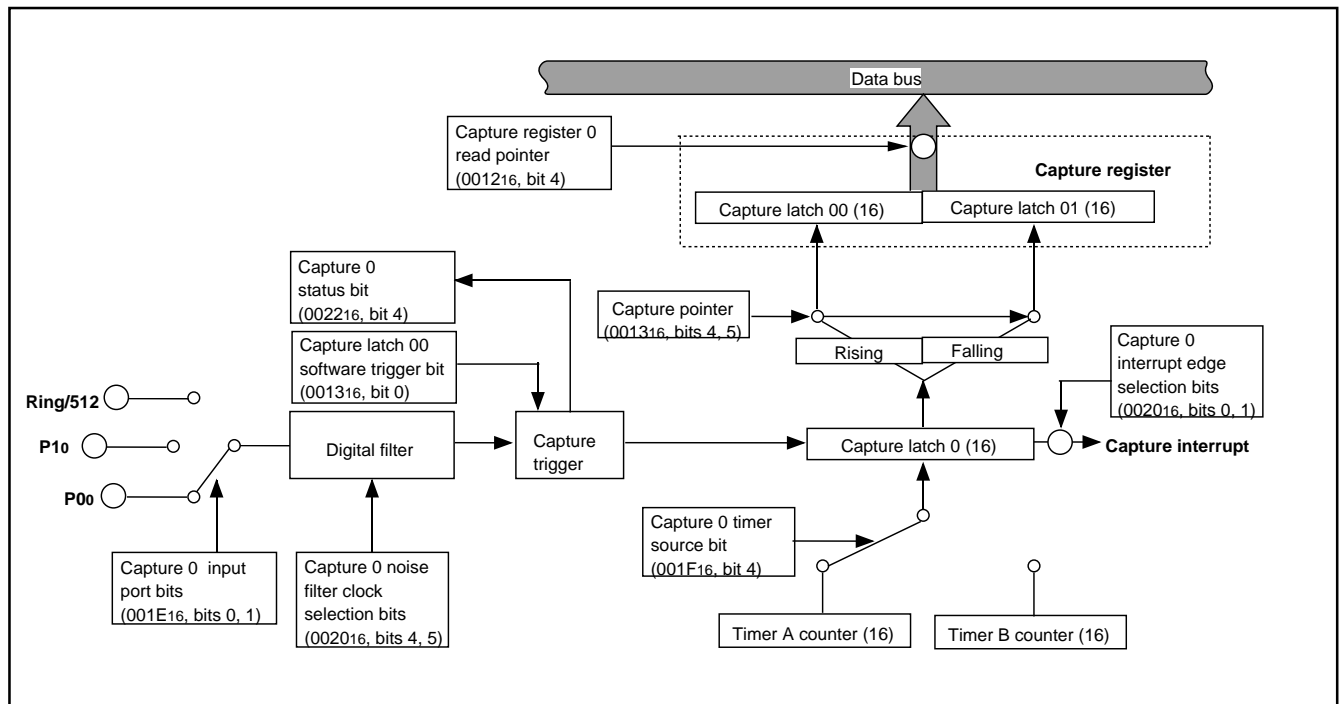 Data bus
Capture register 0
read pointer
(001216, bit 4)
Capture register
Capture latch 00 (16)
Capture latch 01 (16)
Capture 0
status bit
(002216, bit 4)
Capture pointer
(001316, bits 4, 5)
Rising
Falling
Capture latch 00
software trigger bit
(001316, bit 0)
Capture 0
interrupt edge
selection bits
(002016, bits 0, 1)
Ring/512
P10
P00
Digital filter
Capture
trigger
Capture latch 0 (16)
Capture interrupt
Capture 0 timer
source bit
(001F16, bit 4)
Capture 0 input
port bits
(001E16, bits 0, 1)
Capture 0 noise
filter clock
selection bits
(002016, bits 4, 5)
Timer A counter (16)
Timer B counter (16)